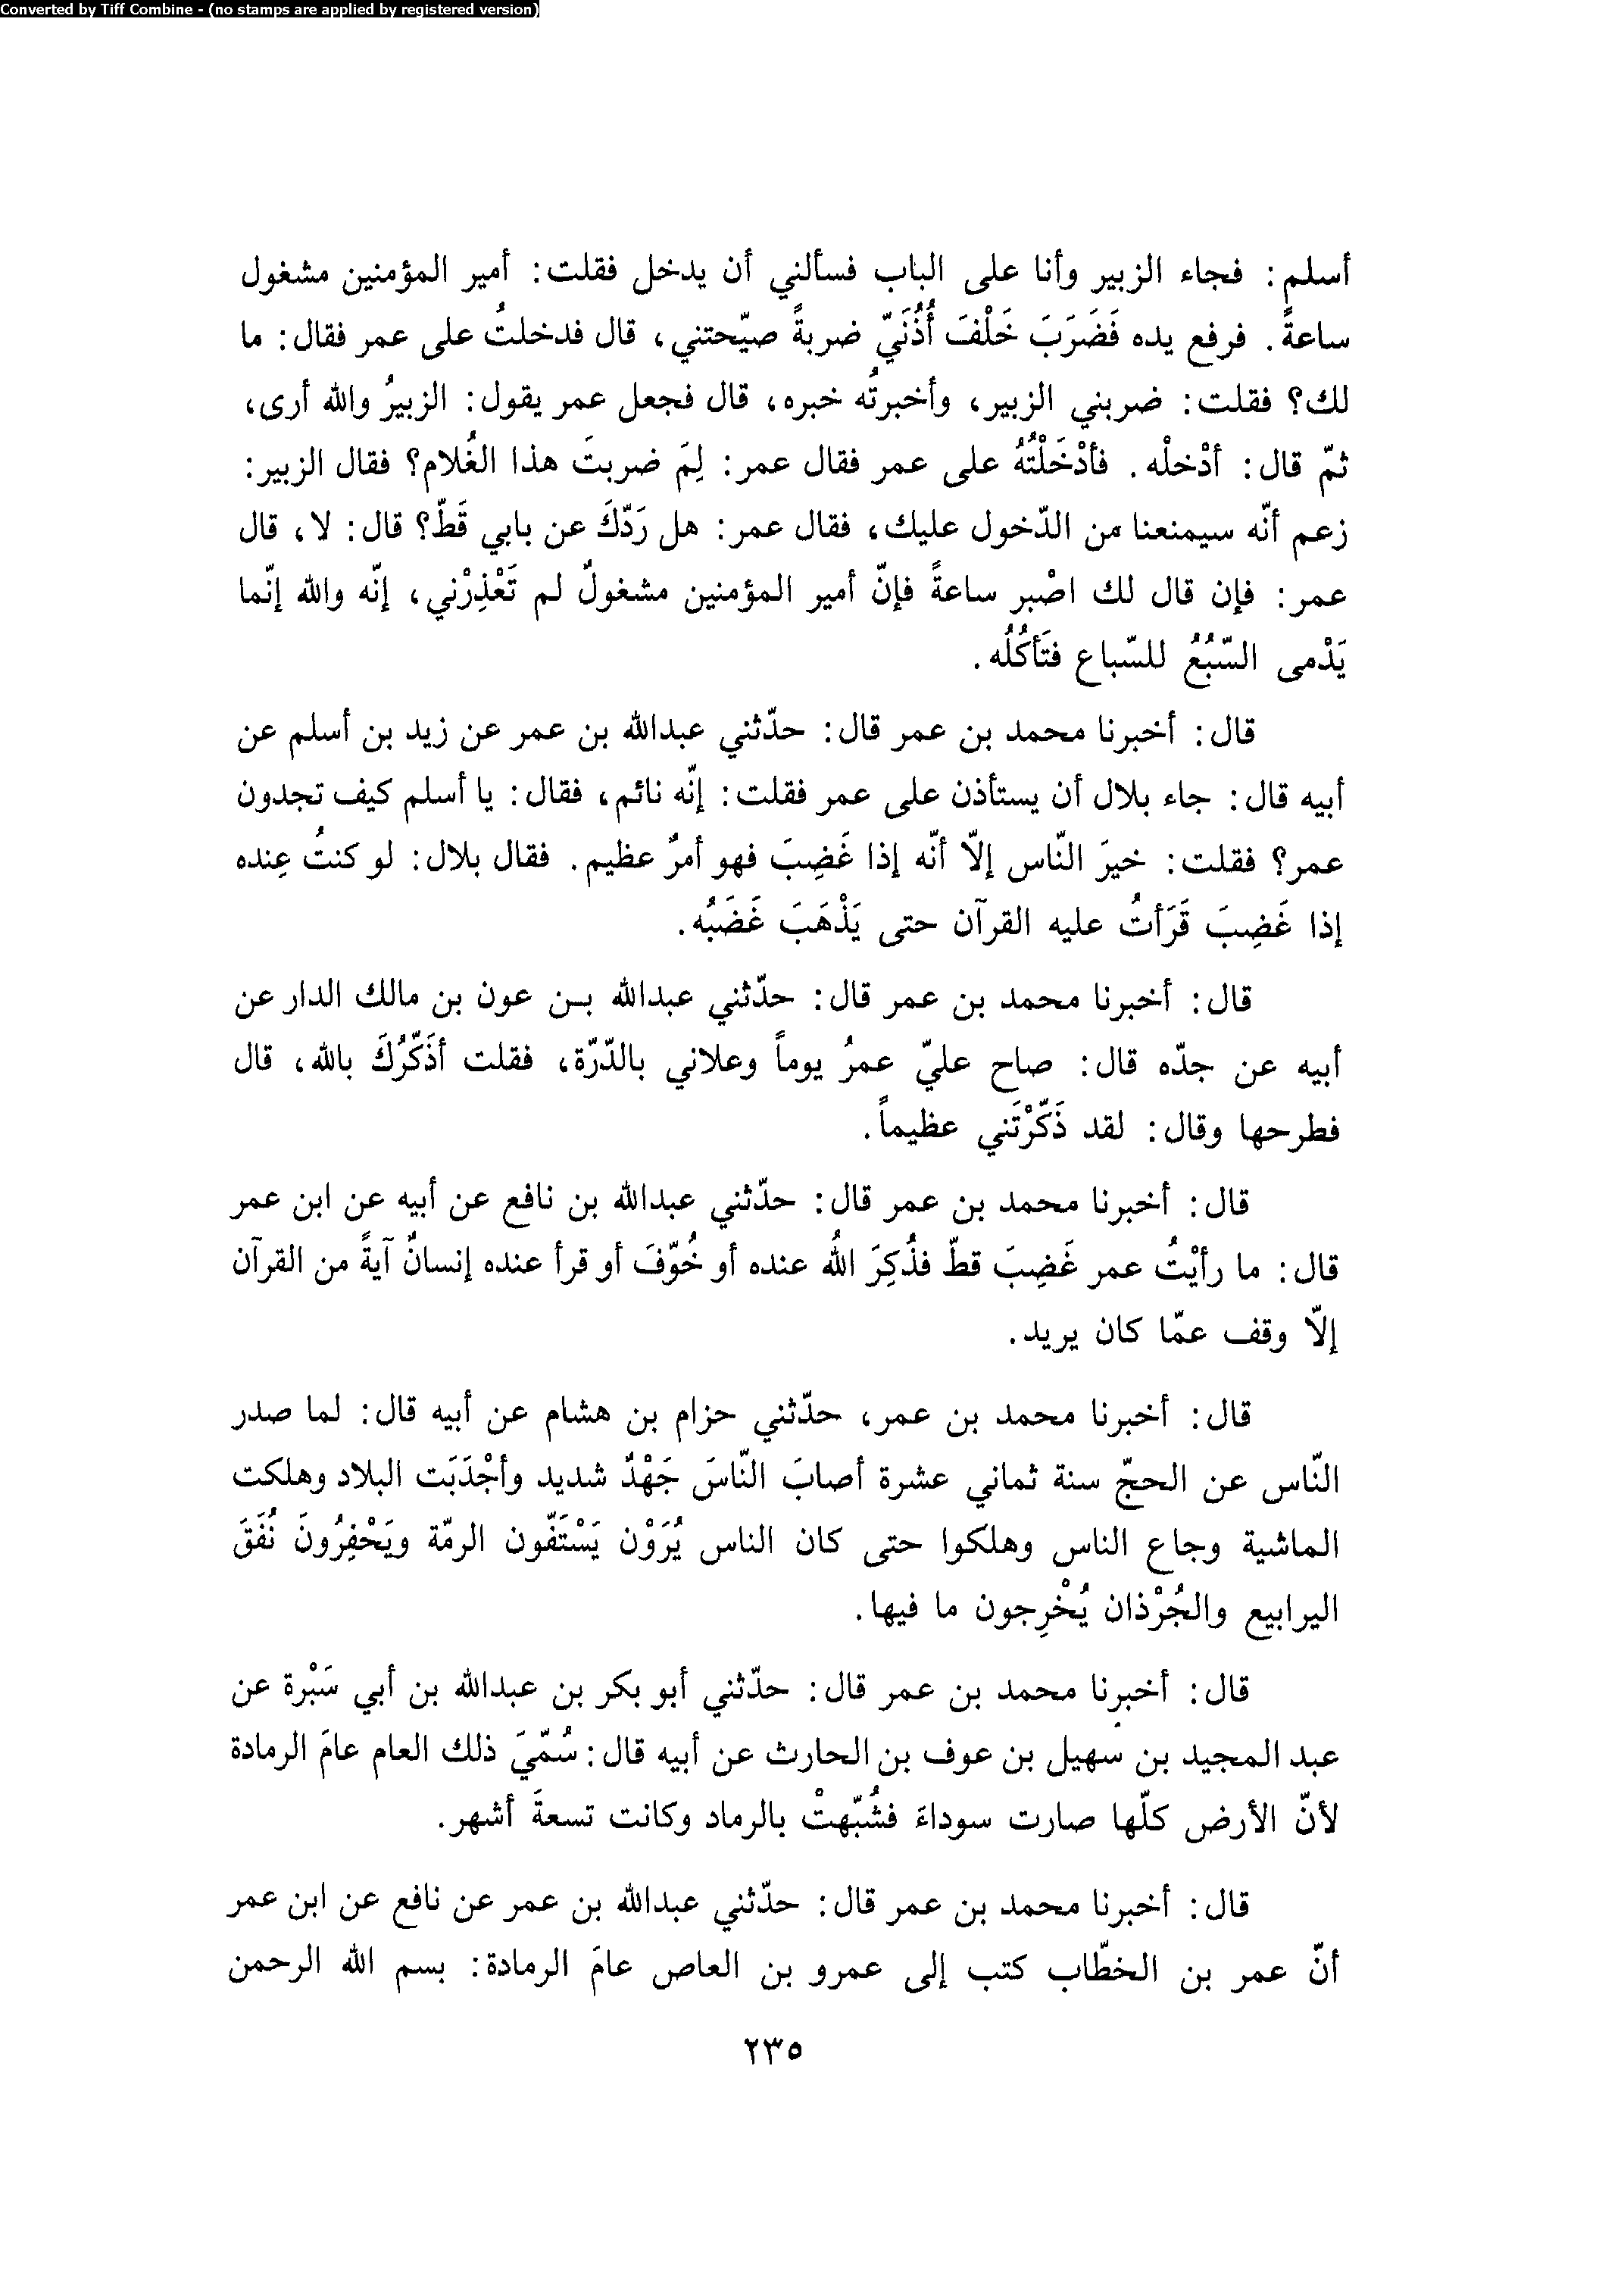 Converted by Tiff Combine - (no stamps are applied by registered version)
أسلم: فجاء الزبير وأنا على الباب فسألني أن يدخل فقلت: أمير المؤمنين مشغول
ساعةً. فرفع يده فَضَرَبَ خَلْفَ أُذُنَيّ ضربةً صيّحتني، قال فدخلتُ على عمر فقال: ما
لك؟ فقلت: ضربني الزبير، وأخبرتُه خبره، قال فجعل عمر يقول: الزبيرُ والله أرى،
ثمّ قال: أدْخلْه. فأدْخَلْتُهُ على عمر فقال عمر: لِمَ ضربتَ هذا الغُلام؟ فقال الزبير:
زعم أنّه سيمنعنا من الدّخول عليك، فقال عمر: هل رَدّكَ عن بابي قَطّ؟ قال: لا، قال
عمر: فإن قال لك اصْبر ساعةً فإنّ أمير المؤمنين مشغولٌ لم تَعْذِرْني، إنّه والله إنّما
يَدْمى السّبُعُ للسّباع فتَأكُلُه.
قال: أخبرنا محمد بن عمر قال: حدّثني عبدالله بن عمر عن زيد بن أسلم عن
أبيه قال: جاء بلال أن يستأذن على عمر فقلت: إنّه نائم، فقال: يا أسلم كيف تجدون
عمر؟ فقلت: خيرَ النّاس إلاّ أنّه إذا غَضِبَ فهو أمرٌ عظيم. فقال بلال: لو كنتُ عِنده
إذا غَضِبَ قَرَأتُ عليه القرآن حتى يَذْهَبَ غَضَبُه.
قال: أخبرنا محمد بن عمر قال: حدّثني عبدالله بـن عون بن مالك الدار عن
أبيه عن جدّه قال: صاح عليّ عمرُ يوماً وعلاني بالدّرّة، فقلت أذَكّرُكَ بالله، قال
فطرحها وقال: لقد ذَكّرْتَني عظيماً.
قال: أخبرنا محمد بن عمر قال: حدّثني عبدالله بن نافع عن أبيه عن ابن عمر
قال: ما رأيْتُ عمر غَضِبَ قطّ فذُكِرَ اللهُ عنده أو خُوّفَ أو قرأ عنده إنسانٌ آيةً من القرآن
إلاّ وقف عمّا كان يريد.
قال: أخبرنا محمد بن عمر، حدّثني حزام بن هشام عن أبيه قال: لما صدر
النّاس عن الحجّ سنة ثماني عشرة أصابَ النّاسَ جَهْدٌ شديد وأجْدَبَت البلاد وهلكت
الماشية وجاع الناس وهلكوا حتى كان الناس يُرَوْن يَسْتَفّون الرمّة ويَحْفِرُونَ نُفَقَ
اليرابيع والجُرْذان يُخْرِجون ما فيها.
قال: أخبرنا محمد بن عمر قال: حدّثني أبو بكر بن عبدالله بن أبي سَبْرة عن
عبد المجيد بن سهيل بن عوف بن الحارث عن أبيه قال: سُمّيَ ذلك العام عامَ الرمادة
لأنّ الأرض كلّها صارت سوداءَ فشُبّهتْ بالرماد وكانت تسعةَ أشهر.
قال: أخبرنا محمد بن عمر قال: حدّثني عبدالله بن عمر عن نافع عن ابن عمر
أنّ عمر بن الخطّاب كتب إلى عمرو بن العاص عامَ الرمادة: بسم الله الرحمن
٢٣٥